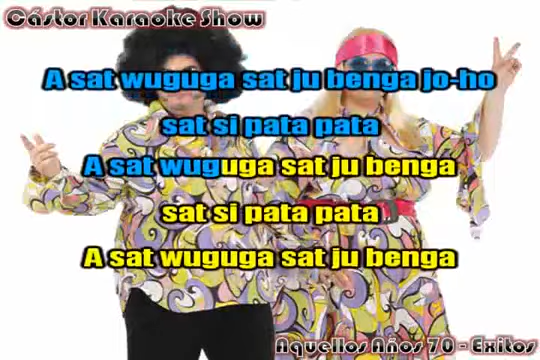 Cástor Karaoke Show
A sat wuguga sat ju benga jo-ho
sat si pata pata
A sat wuguga sat ju benga
sat si pata pata
A sat wuguga sat ju benga
Aquellos Años 70 - Exitos